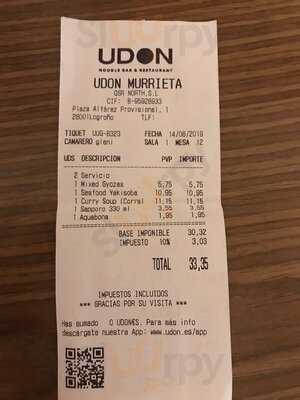 UDON
NOODLE BAR & RESTAURANT
UDON MURRIETA
QSR NORTH,S.L
CIF: B-95928933
Plaza Alférez Provisional, 1
26001Logroño TLF:
TIQUET UUG-8323 FECHA 14/08/2019
CAMARERO gleni SALA 1 MESA 12
UDS DESCRIPCION PVP IMPORTE
2 Servicio
1 Mixed Gyozas 5,75 5,75
1 Seafood Yakisoba 10,95 10,95
1 Curry Soup (Corra) 11,15 11,15
1 Sapporo 330 ml 3,55 3,55
1 Aquabona 1,95 1,95
BASE IMPONIBLE 30,32
IMPUESTO 10% 3,03
TOTAL 33,35
IMPUESTOS INCLUIDOS
*** GRACIAS POR SU VISITA ***
Has sumado 0 UDONES. Para más info
descárgate nuestra App: www.udon.es/app